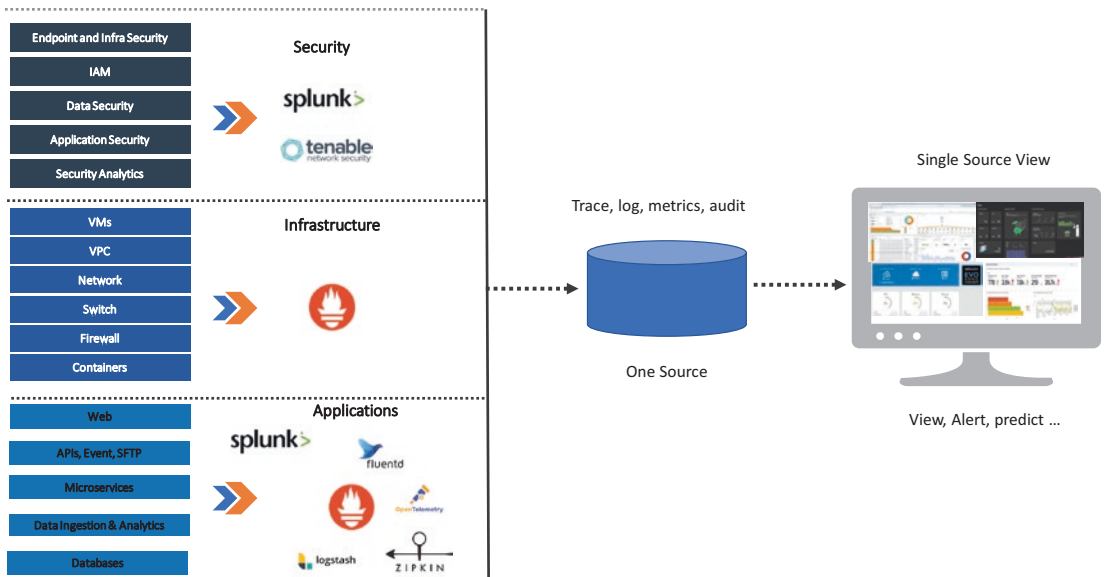 Endpoint and Infra Security
IAM
Data Security
Application Security
Security Analytics
Security
splunk>
tenable
network security
VMs
VPC
Network
Switch
Firewall
Containers
Infrastructure
Web
APIs, Event, SFTP
Microservices
Data Ingestion & Analytics
Databases
Applications
splunk>
fluentd
OpenTelemetry
logstash
ZIPKIN
Trace, log, metrics, audit
One Source
Single Source View
EVO
View, Alert, predict …